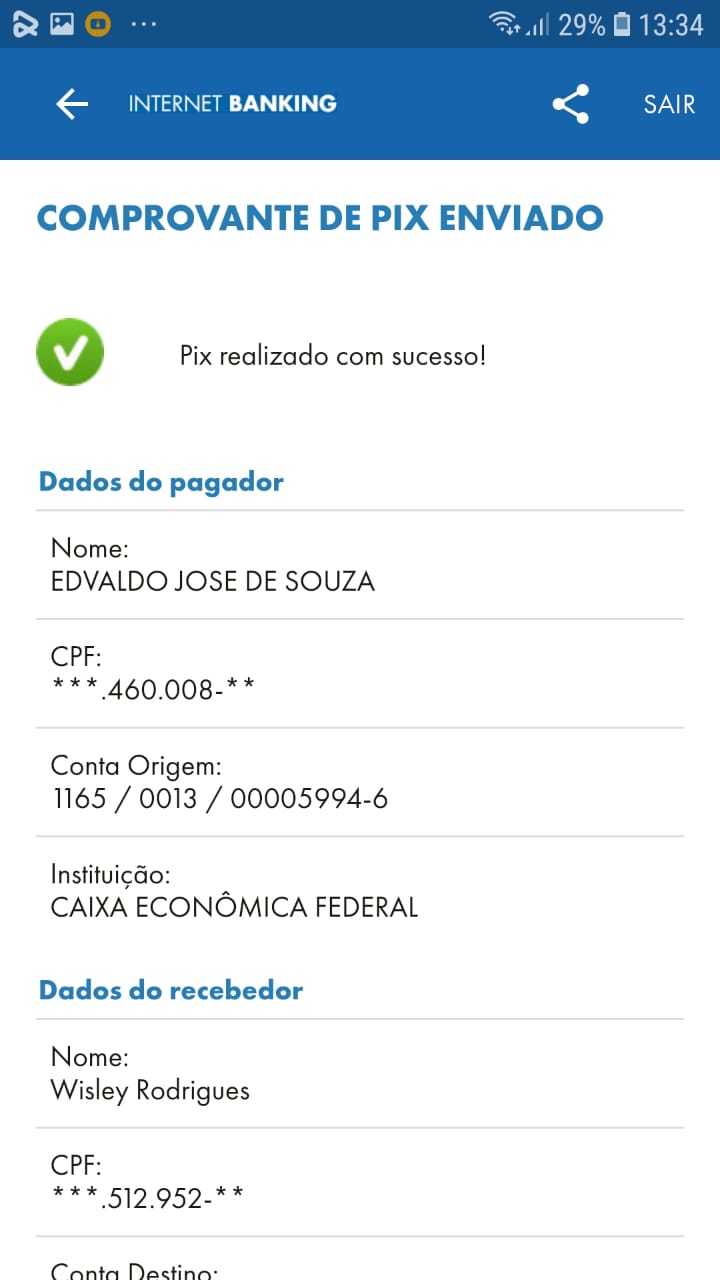 29% 13:34
INTERNET BANKING SAIR
COMPROVANTE DE PIX ENVIADO
Pix realizado com sucesso!
Dados do pagador
Nome:
EDVALDO JOSE DE SOUZA
CPF:
***.460.008-**
Conta Origem:
1165 / 0013 / 00005994-6
Instituição:
CAIXA ECONÔMICA FEDERAL
Dados do recebedor
Nome:
Wisley Rodrigues
CPF:
***.512.952-**
Conta Destino: